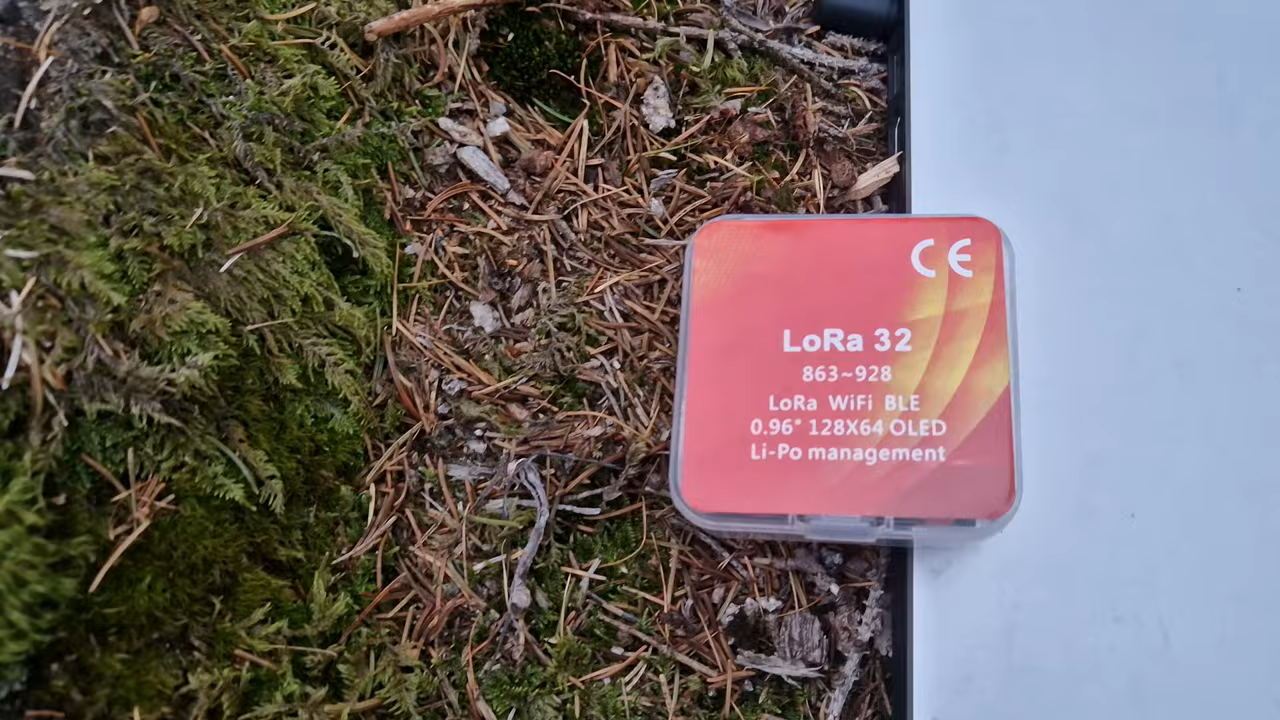 CE
LoRa 32
863~928
LoRa WiFi BLE
0.96" 128X64 OLED
Li-Po management